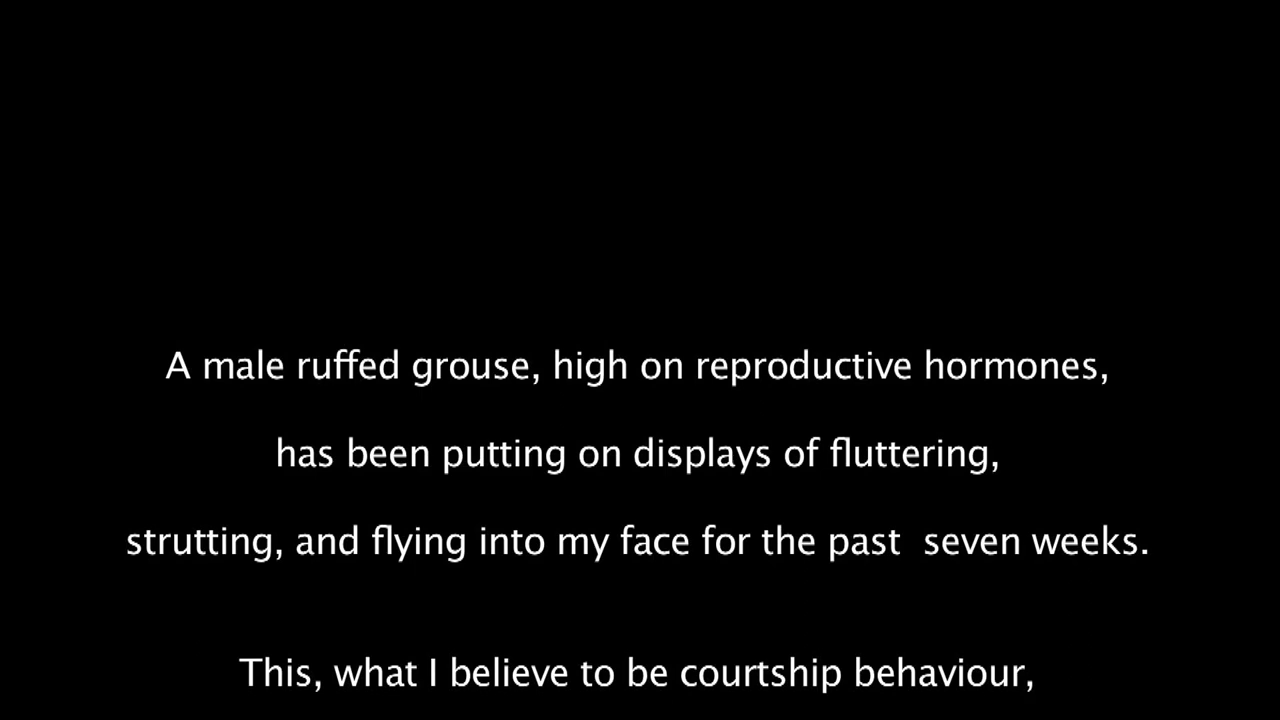 A male ruffed grouse, high on reproductive hormones,
has been putting on displays of fluttering,
strutting, and flying into my face for the past  seven weeks.
This, what I believe to be courtship behaviour,